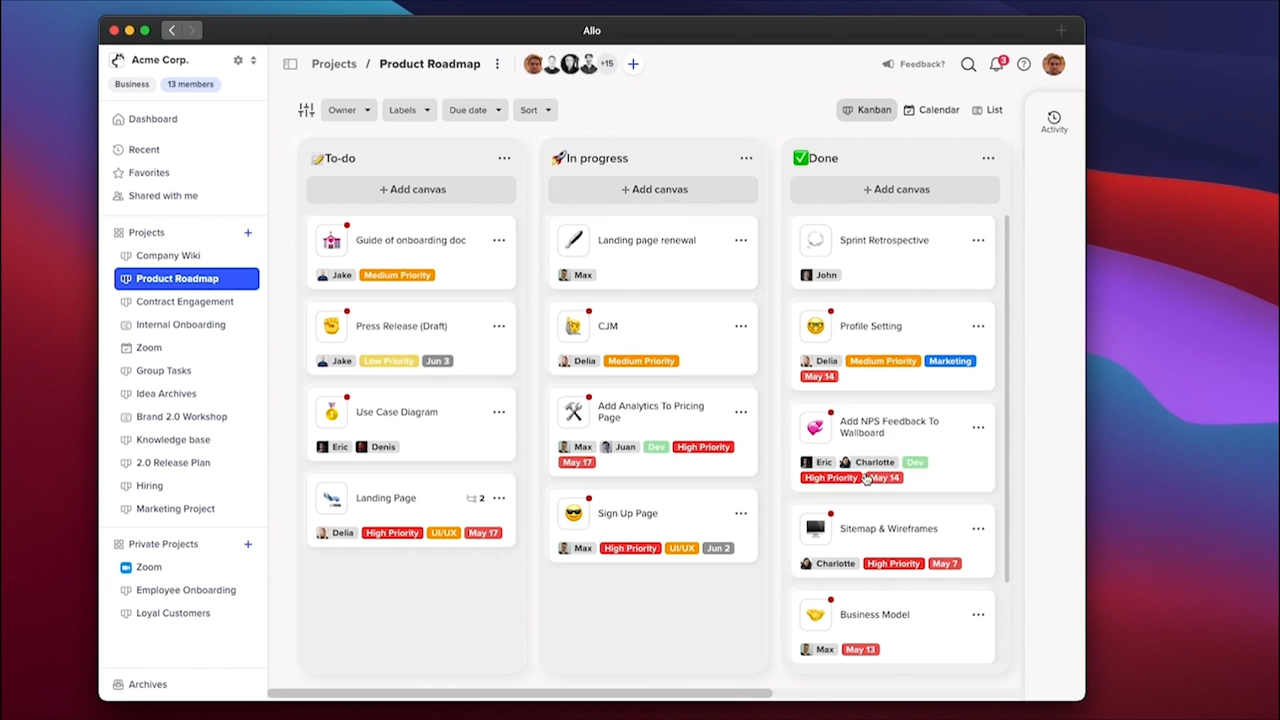 Allo
Acme Corp.
Business 13 members
Dashboard
Recent
Favorites
Shared with me
Projects +
Company Wiki
Product Roadmap
Contract Engagement
Internal Onboarding
Zoom
Group Tasks
Idea Archives
Brand 2.0 Workshop
Knowledge base
2.0 Release Plan
Hiring
Marketing Project
Private Projects +
Zoom
Employee Onboarding
Loyal Customers
Archives
Projects / Product Roadmap +15 +
Feedback? 3 ?
Owner Labels Due date Sort
Kanban Calendar List
Activity
To-do
+ Add canvas
Guide of onboarding doc
Jake Medium Priority
Press Release (Draft)
Jake Low Priority Jun 3
Use Case Diagram
Eric Denis
Landing Page 2
Delia High Priority UI/UX May 17
In progress
+ Add canvas
Landing page renewal
Max
CJM
Delia Medium Priority
Add Analytics To Pricing
Page
Max Juan Dev High Priority
May 17
Sign Up Page
Max High Priority UI/UX Jun 2
Done
+ Add canvas
Sprint Retrospective
John
Profile Setting
Delia Medium Priority Marketing
May 14
Add NPS Feedback To
Wallboard
Eric Charlotte Dev
High Priority May 14
Sitemap & Wireframes
Charlotte High Priority May 7
Business Model
Max May 13